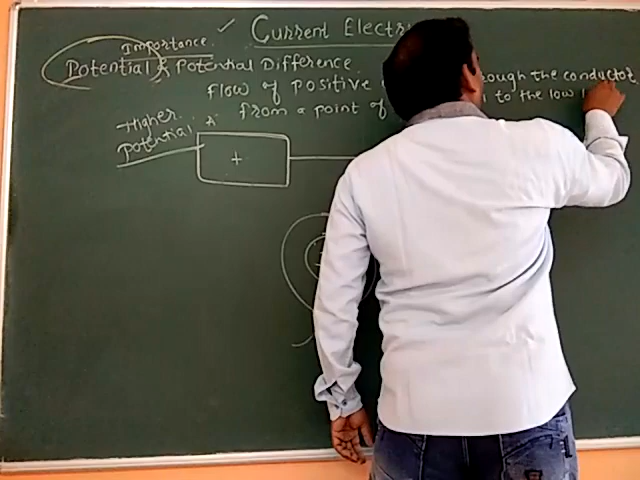 Current Electri
Importance.
Potential & Potential Difference.
flow of positive ough the conductor
from a point of to the low
Higher
potential
+